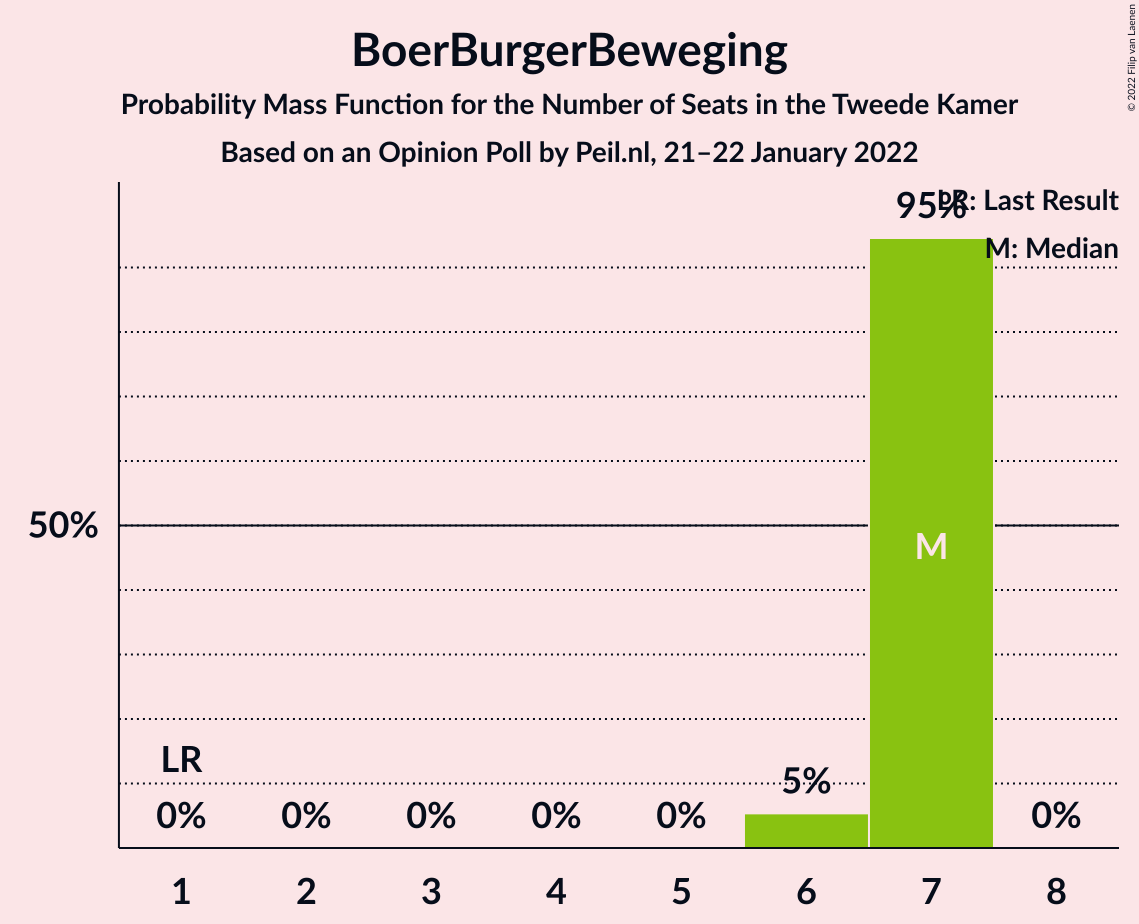 BoerBurgerBeweging
Probability Mass Function for the Number of Seats in the Tweede Kamer
Based on an Opinion Poll by Peil.nl, 21–22 January 2022
© 2022 Filip van Laenen
95%
LR: Last Result
M: Median
50%
M
LR
5%
0% 0% 0% 0% 0% 0%
1 2 3 4 5 6 7 8